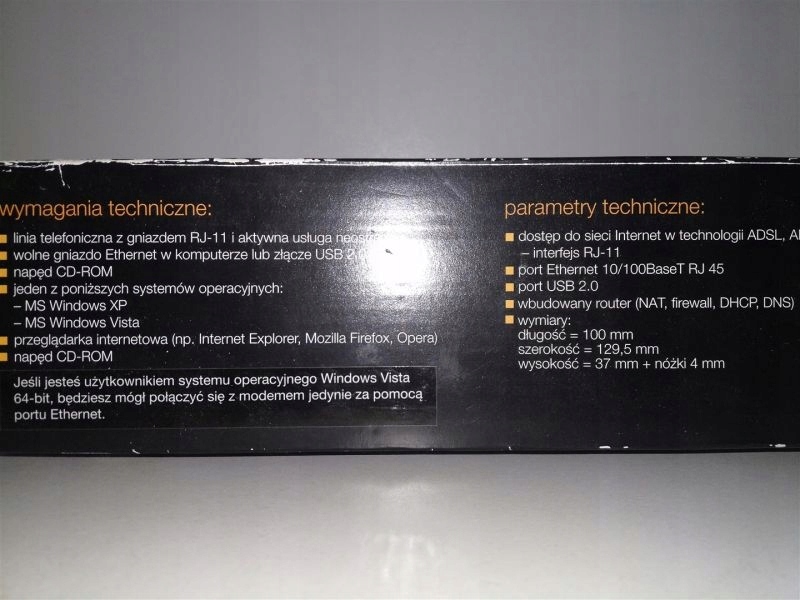 wymagania techniczne:
linia telefoniczna z gniazdem RJ-11 i aktywna usługa
wolne gniazdo Ethernet w komputerze lub złącze USB 2.0
napęd CD-ROM
jeden z poniższych systemów operacyjnych:
– MS Windows XP
– MS Windows Vista
przeglądarka internetowa (np. Internet Explorer, Mozilla Firefox, Opera)
napęd CD-ROM
Jeśli jesteś użytkownikiem systemu operacyjnego Windows Vista
64-bit, będziesz mógł połączyć się z modemem jedynie za pomocą
portu Ethernet.
parametry techniczne:
dostęp do sieci Internet w technologii ADSL,
– interfejs RJ-11
port Ethernet 10/100BaseT RJ 45
port USB 2.0
wbudowany router (NAT, firewall, DHCP, DNS)
wymiary:
długość = 100 mm
szerokość = 129,5 mm
wysokość = 37 mm + nóżki 4 mm